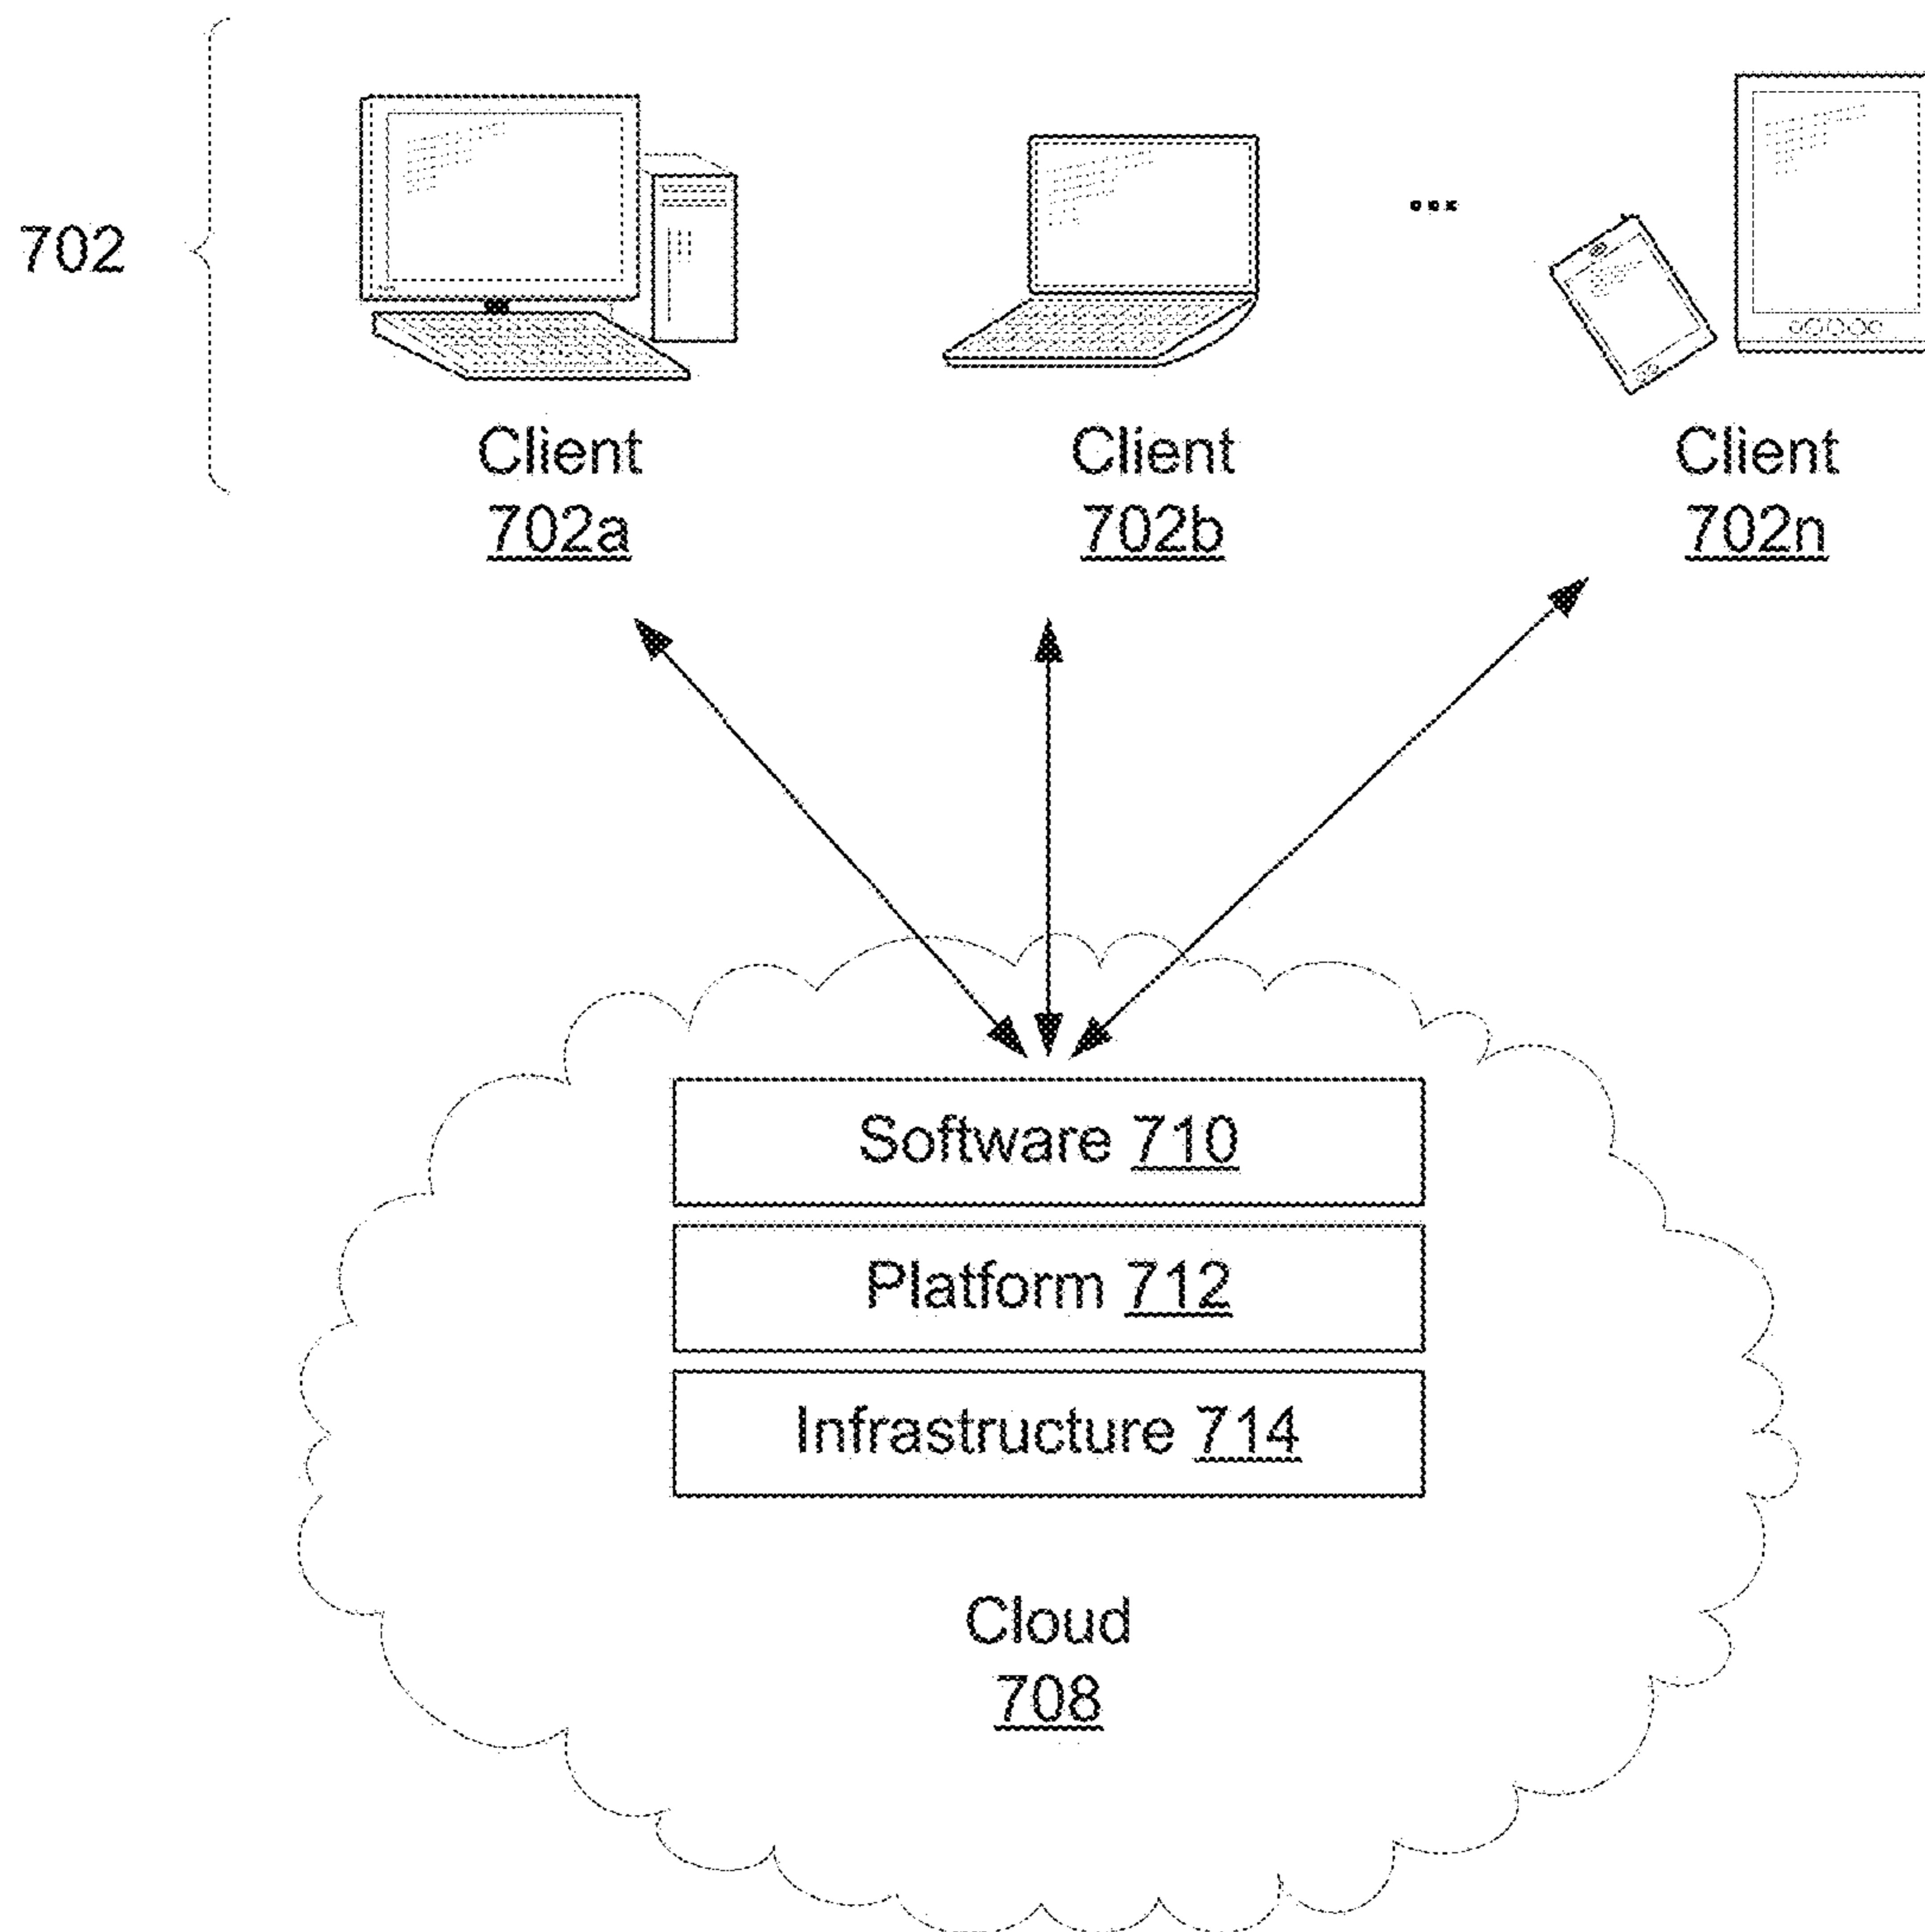 702
...
Client
702a
Client
702b
Client
702n
Software 710
Platform 712
Infrastructure 714
Cloud
708